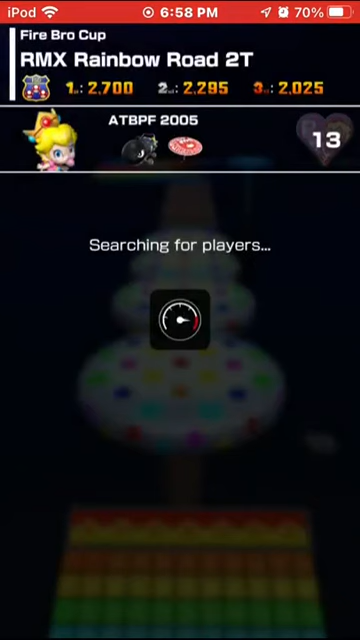 iPod 6:58 PM 70%
Fire Bro Cup
RMX Rainbow Road 2T
1st: 2,700 2nd: 2,295 3rd: 2,025
ATBPF 2005
13
Searching for players...